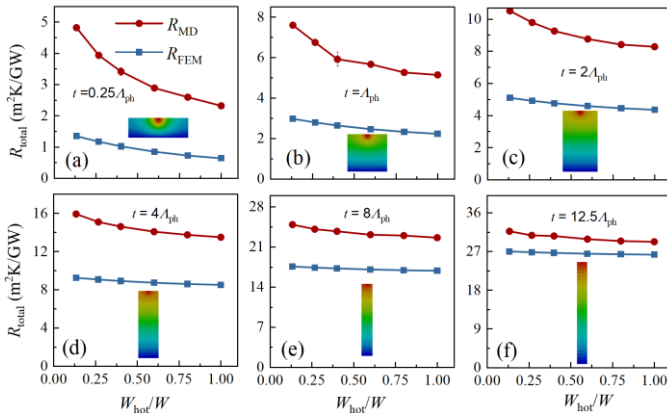 R_total (m²K/GW)
5
4
3
2
1
0
R_MD
R_FEM
t =0.25Λ_ph
(a)
8
6
4
2
0
t =Λ_ph
(b)
10
8
6
4
2
0
t = 2Λ_ph
(c)
R_total (m²K/GW)
16
12
8
4
0
t = 4Λ_ph
(d)
0.00 0.25 0.50 0.75 1.00
W_hot/W
28
21
14
7
0
t = 8Λ_ph
(e)
0.00 0.25 0.50 0.75 1.00
W_hot/W
36
27
18
9
0
t = 12.5Λ_ph
(f)
0.00 0.25 0.50 0.75 1.00
W_hot/W